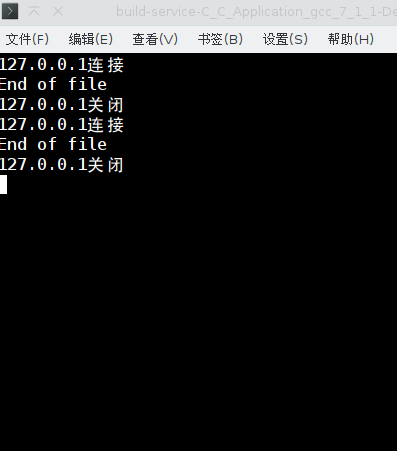 build-service-C_C_Application_gcc_7_1_1-De
文件(F) 编辑(E) 查看(V) 书签(B) 设置(S) 帮助(H)
127.0.0.1连接
End of file
127.0.0.1关闭
127.0.0.1连接
End of file
127.0.0.1关闭